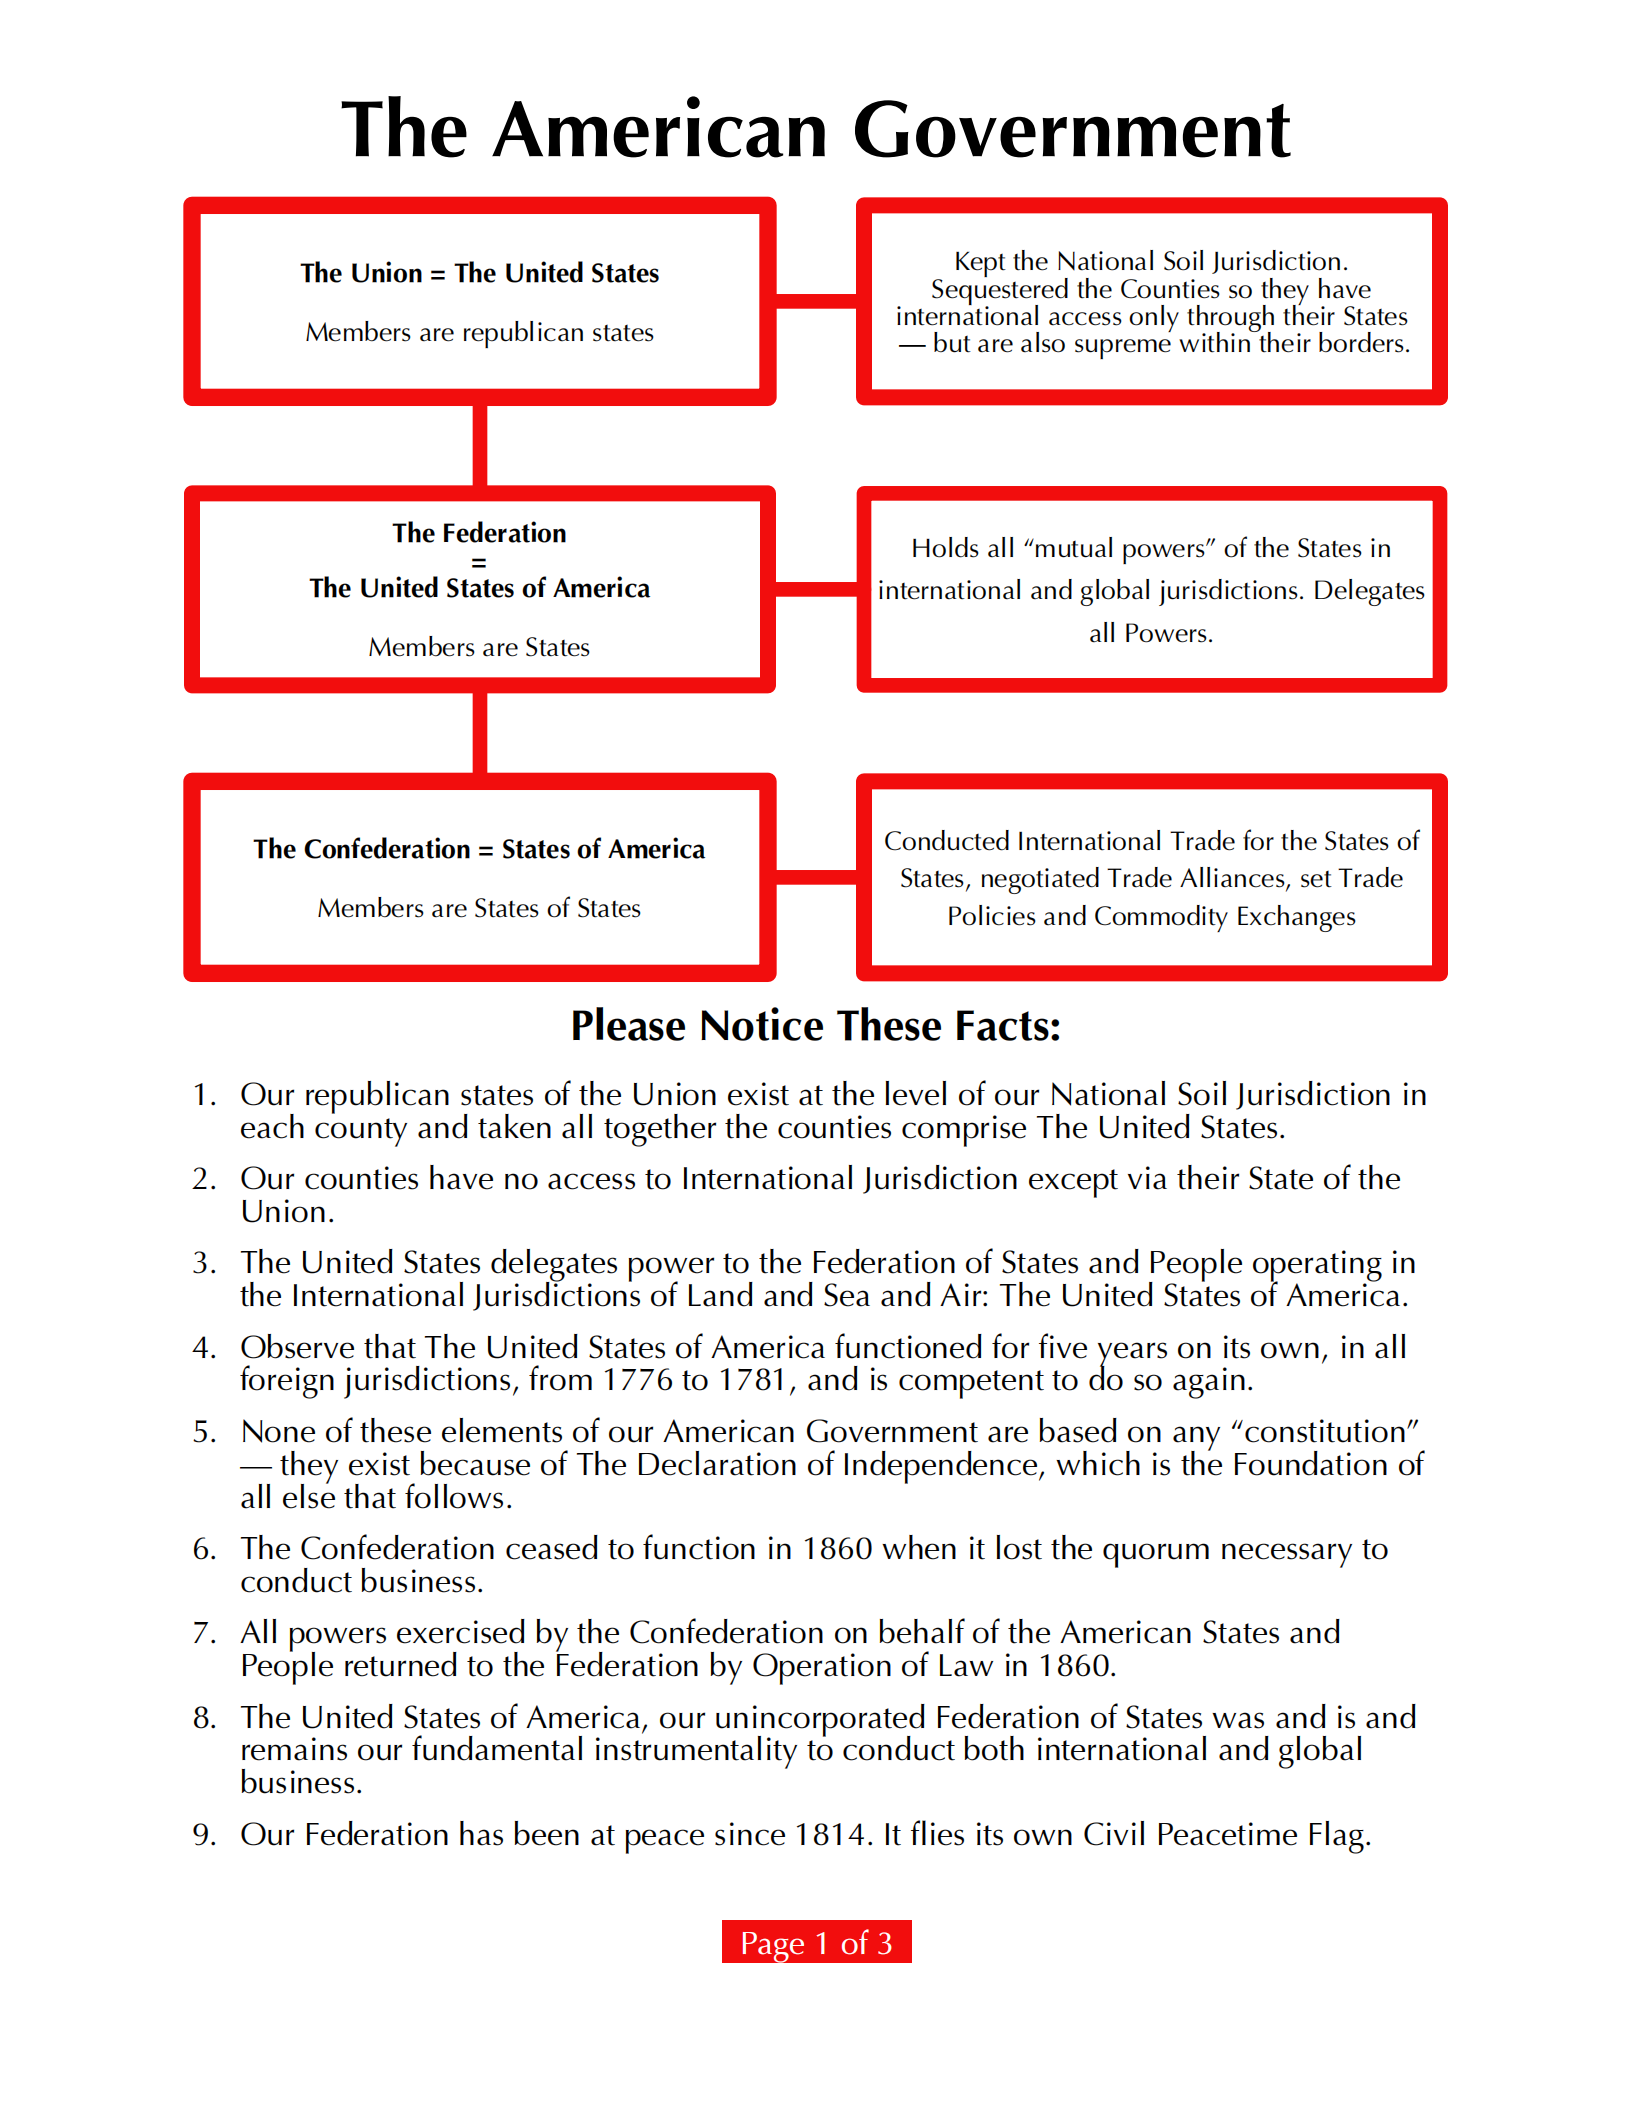 The American Government
The Union = The United States
Members are republican states
Kept the National Soil Jurisdiction.
Sequestered the Counties so they have
international access only through their States
— but are also supreme within their borders.
The Federation
=
The United States of America
Members are States
Holds all “mutual powers” of the States in
international and global jurisdictions. Delegates
all Powers.
The Confederation = States of America
Members are States of States
Conducted International Trade for the States of
States, negotiated Trade Alliances, set Trade
Policies and Commodity Exchanges
Please Notice These Facts:
1. Our republican states of the Union exist at the level of our National Soil Jurisdiction in
each county and taken all together the counties comprise The United States.
2. Our counties have no access to International Jurisdiction except via their State of the
Union.
3. The United States delegates power to the Federation of States and People operating in
the International Jurisdictions of Land and Sea and Air: The United States of America.
4. Observe that The United States of America functioned for five years on its own, in all
foreign jurisdictions, from 1776 to 1781, and is competent to do so again.
5. None of these elements of our American Government are based on any “constitution”
— they exist because of The Declaration of Independence, which is the Foundation of
all else that follows.
6. The Confederation ceased to function in 1860 when it lost the quorum necessary to
conduct business.
7. All powers exercised by the Confederation on behalf of the American States and
People returned to the Federation by Operation of Law in 1860.
8. The United States of America, our unincorporated Federation of States was and is and
remains our fundamental instrumentality to conduct both international and global
business.
9. Our Federation has been at peace since 1814. It flies its own Civil Peacetime Flag.
Page 1 of 3